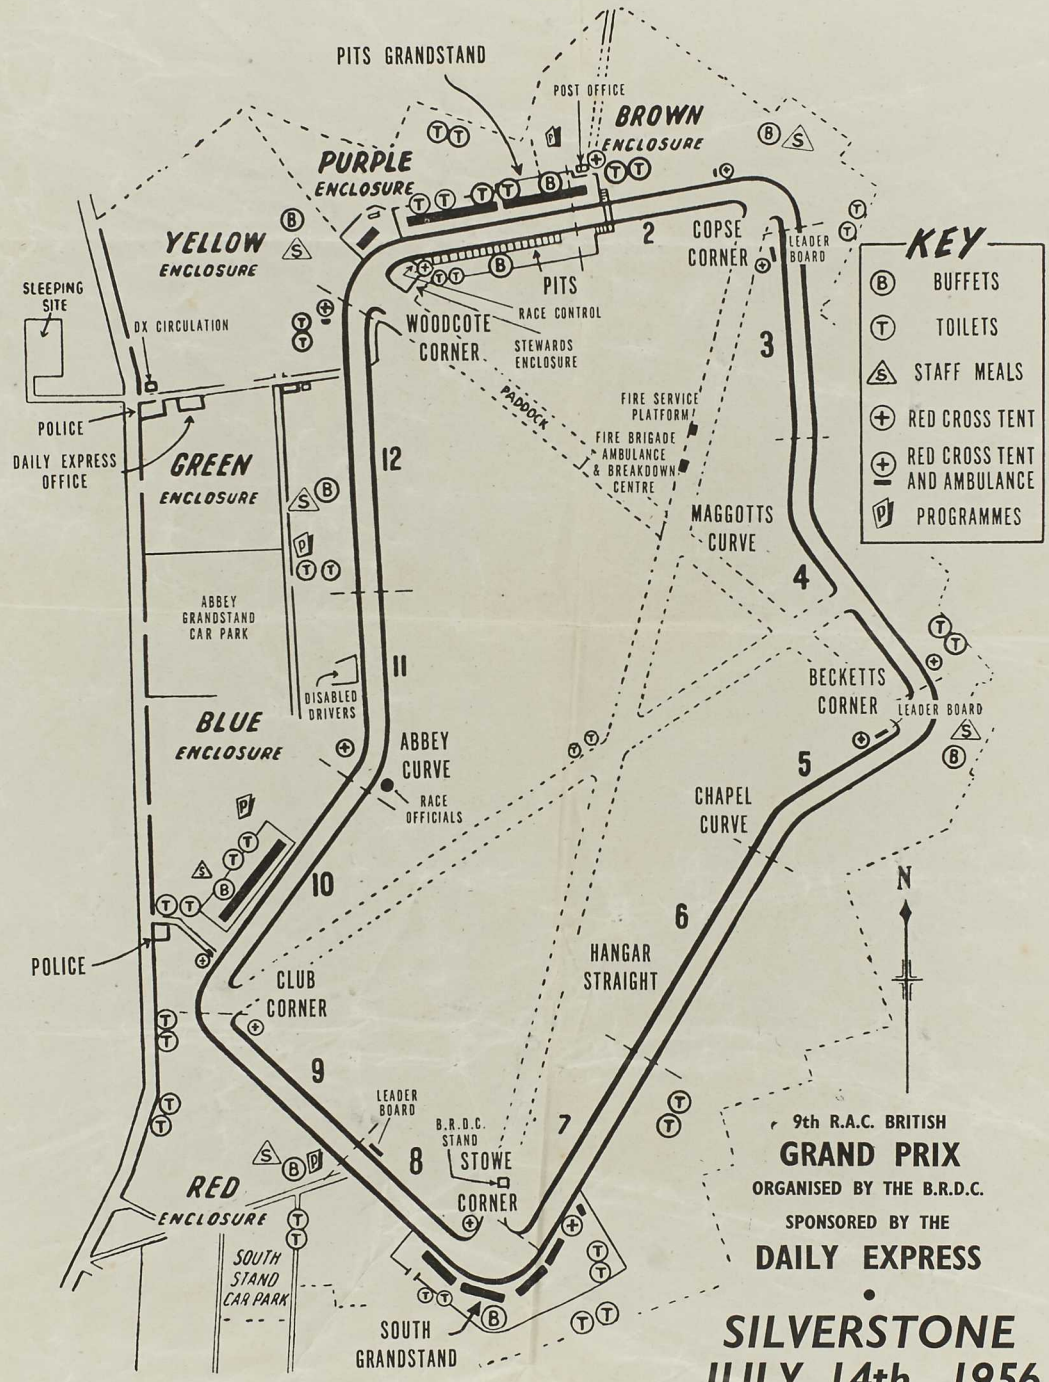 PITS GRANDSTAND
POST OFFICE
BROWN
ENCLOSURE
PURPLE
ENCLOSURE
YELLOW
ENCLOSURE
SLEEPING
SITE
DX CIRCULATION
2
COPSE
CORNER
LEADER
BOARD
PITS
RACE CONTROL
WOODCOTE
CORNER
STEWARDS
ENCLOSURE
KEY
B BUFFETS
T TOILETS
S STAFF MEALS
RED CROSS TENT
RED CROSS TENT
AND AMBULANCE
P PROGRAMMES
3
PADDOCK
FIRE SERVICE
PLATFORM
FIRE BRIGADE
AMBULANCE
& BREAKDOWN
CENTRE
POLICE
DAILY EXPRESS
OFFICE
GREEN
ENCLOSURE
12
MAGGOTTS
CURVE
4
ABBEY
GRANDSTAND
CAR PARK
11
DISABLED
DRIVERS
BECKETTS
CORNER
LEADER BOARD
BLUE
ENCLOSURE
ABBEY
CURVE
RACE
OFFICIALS
5
CHAPEL
CURVE
10
6
N
HANGAR
STRAIGHT
POLICE
CLUB
CORNER
9
LEADER
BOARD
B.R.D.C.
STAND
8
STOWE
CORNER
7
RED
ENCLOSURE
SOUTH
STAND
CAR PARK
SOUTH
GRANDSTAND
9th R.A.C. BRITISH
GRAND PRIX
ORGANISED BY THE B.R.D.C.
SPONSORED BY THE
DAILY EXPRESS
SILVERSTONE
JULY 14th 1956